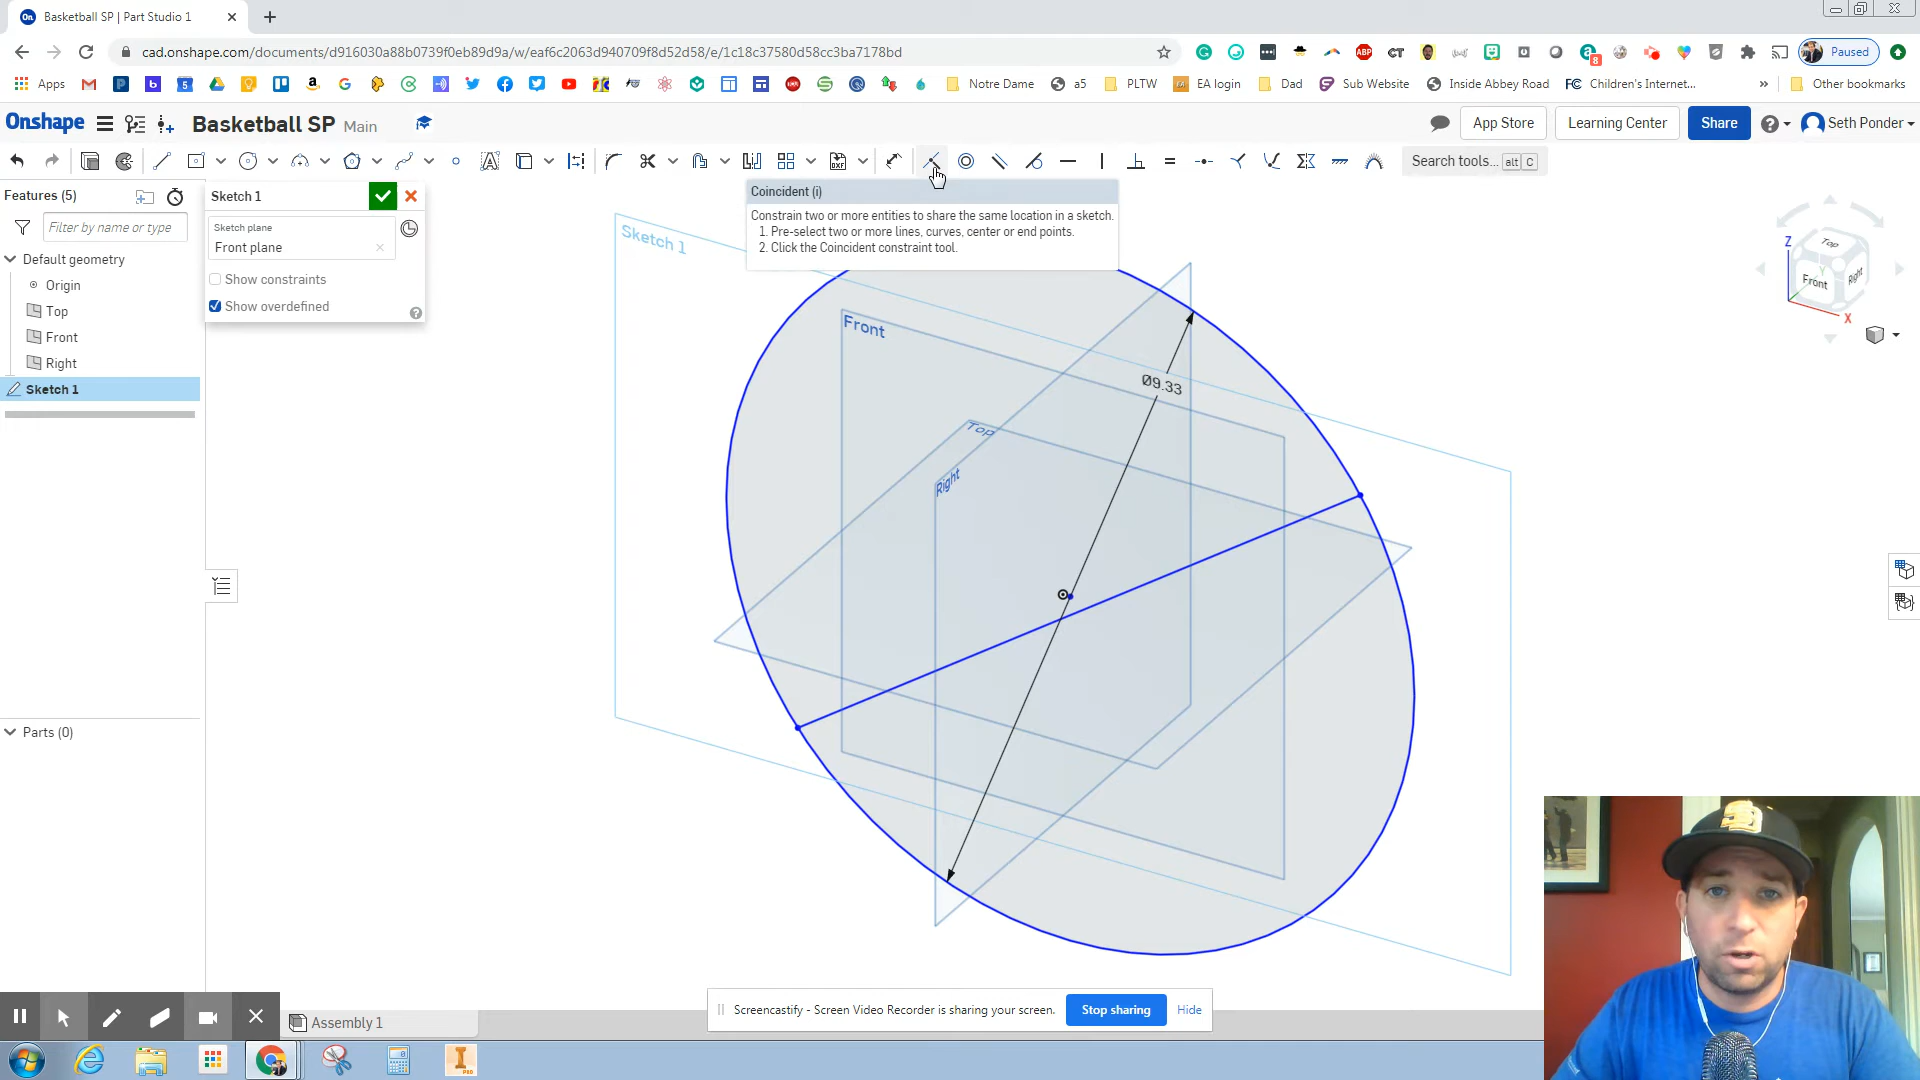 Basketball SP | Part Studio 1
cad.onshape.com/documents/d916030a88b0739f0eb89d9a/w/eaf6c2063d940709f8d52d58/e/1c18c37580d58cc3ba7178bd
ABP
CT
8
Paused
Apps
5
Notre Dame
a5
PLTW
EA login
Dad
Sub Website
Inside Abbey Road
FC Children's Internet...
»
Other bookmarks
Onshape
Basketball SP Main
App Store
Learning Center
Share
Seth Ponder
DXF
Search tools... alt C
Features (5)
Filter by name or type
Default geometry
Origin
Top
Front
Right
Sketch 1
Parts (0)
Sketch 1
Sketch plane
Front plane
Show constraints
Show overdefined
Coincident (i)
Constrain two or more entities to share the same location in a sketch.
1. Pre-select two or more lines, curves, center or end points.
2. Click the Coincident constraint tool.
Sketch 1
Front
Top
Right
Ø9.33
Z
Top
Y
Front
Right
X
Assembly 1
Screencastify - Screen Video Recorder is sharing your screen.
Stop sharing
Hide